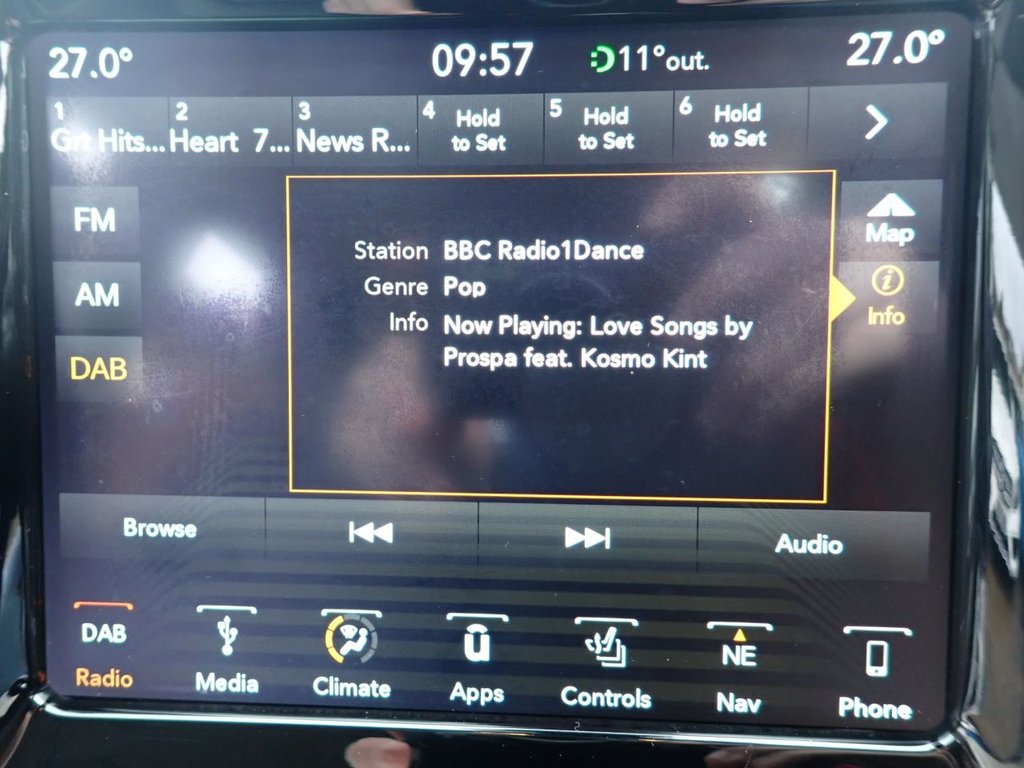 27.0° 09:57 11°out. 27.0°
1 2 3 4 Hold 5 Hold 6 Hold
Grt Hits... Heart 7... News R... to Set to Set to Set
FM
Map
Station BBC Radio1Dance
Genre Pop
AM
Info
Info Now Playing: Love Songs by
Prospa feat. Kosmo Kint
DAB
Browse Audio
DAB NE
Radio Media Climate Apps Controls Nav Phone